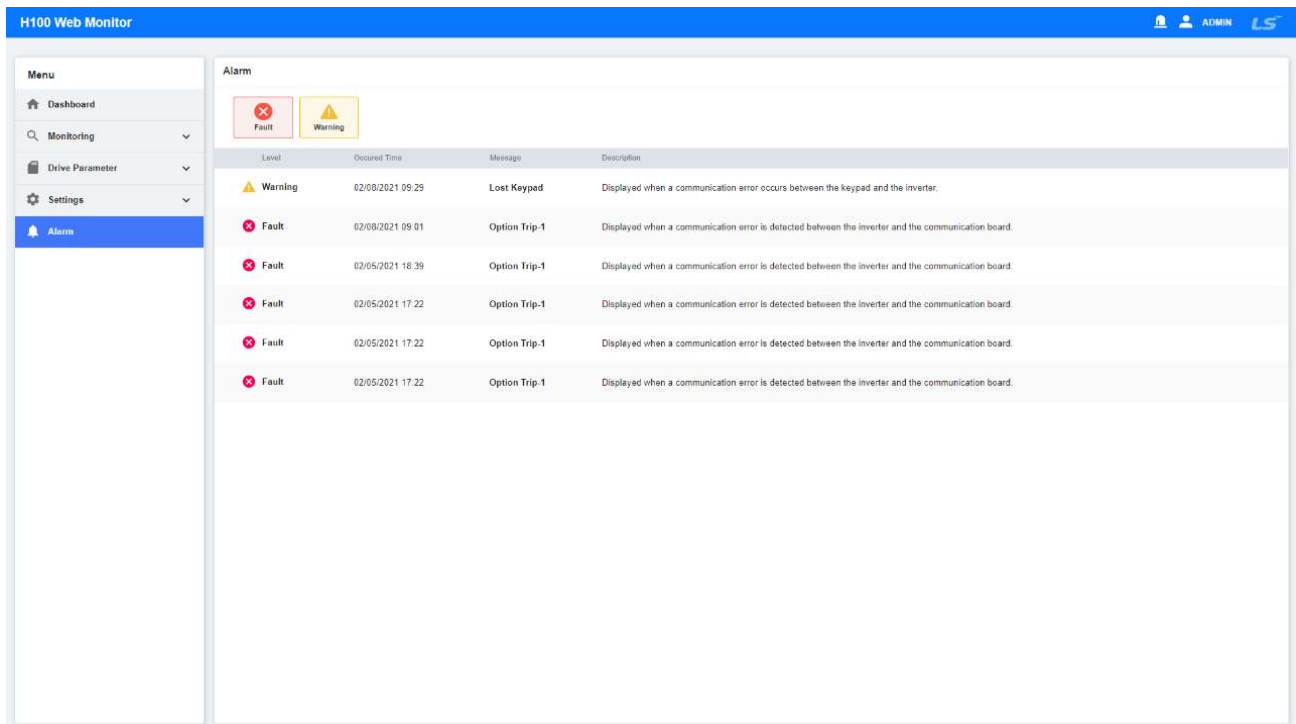 H100 Web Monitor
ADMIN
LS
Menu
Dashboard
Monitoring
Drive Parameter
Settings
Alarm
Alarm
Fault
Warning
Level Occured Time Message Description
Warning 02/08/2021 09:29 Lost Keypad Displayed when a communication error occurs between the keypad and the inverter.
Fault 02/08/2021 09:01 Option Trip-1 Displayed when a communication error is detected between the inverter and the communication board.
Fault 02/05/2021 18:39 Option Trip-1 Displayed when a communication error is detected between the inverter and the communication board.
Fault 02/05/2021 17:22 Option Trip-1 Displayed when a communication error is detected between the inverter and the communication board.
Fault 02/05/2021 17:22 Option Trip-1 Displayed when a communication error is detected between the inverter and the communication board.
Fault 02/05/2021 17:22 Option Trip-1 Displayed when a communication error is detected between the inverter and the communication board.